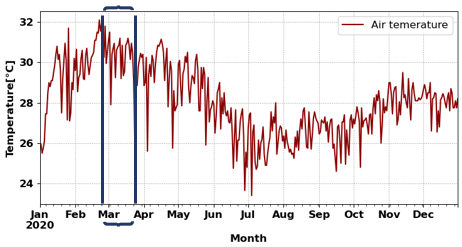 Air temerature
Temperature[°C]
32
30
28
26
24
Jan Feb Mar Apr May Jun Jul Aug Sep Oct Nov Dec
2020
Month